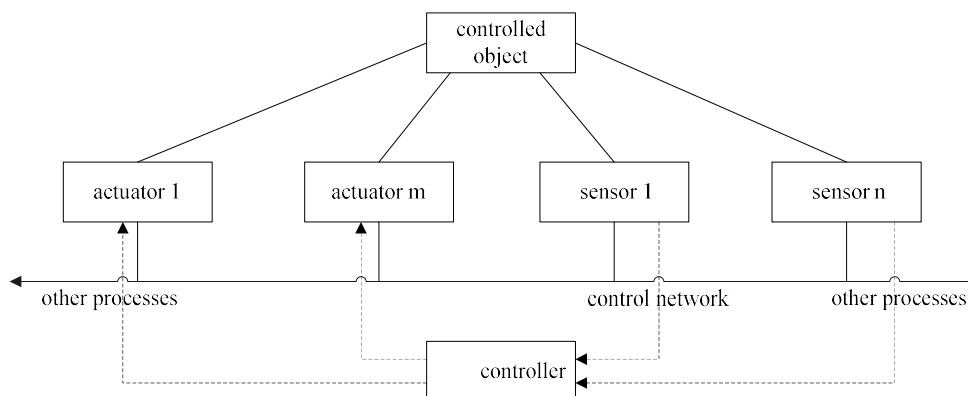 controlled
object
actuator 1
actuator m
sensor 1
sensor n
other processes
control network
other processes
controller